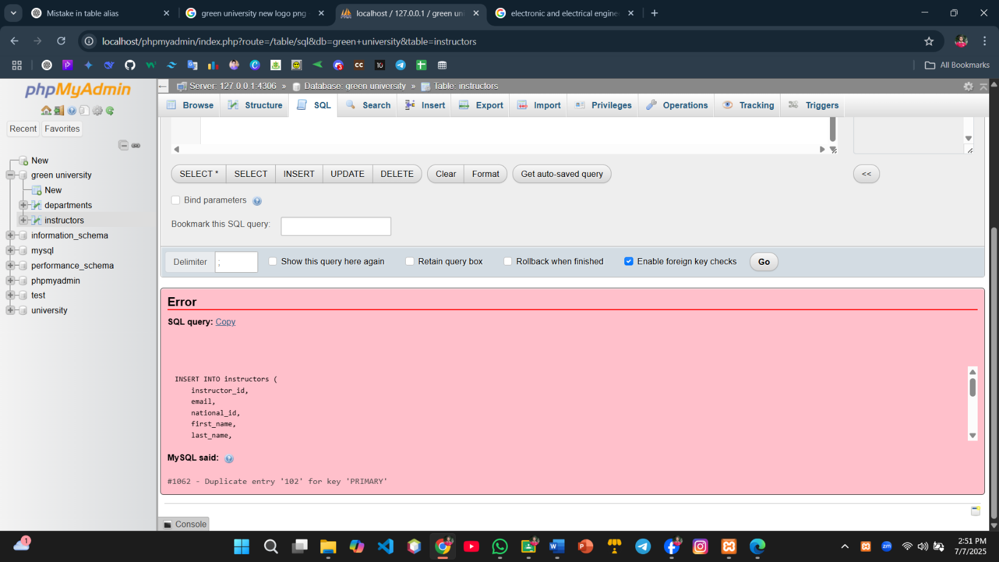 Mistake in table alias
green university new logo png
localhost / 127.0.0.1 / green uni
electronic and electrical engine
localhost/phpmyadmin/index.php?route=/table/sql&db=green+university&table=instructors
All Bookmarks
phpMyAdmin
Recent
Favorites
New
green university
New
departments
instructors
information_schema
mysql
performance_schema
phpmyadmin
test
university
Server: 127.0.0.1:4306 » Database: green university » Table: instructors
Browse
Structure
SQL
Search
Insert
Export
Import
Privileges
Operations
Tracking
Triggers
SELECT *
SELECT
INSERT
UPDATE
DELETE
Clear
Format
Get auto-saved query
<<
Bind parameters
Bookmark this SQL query:
Delimiter
;
Show this query here again
Retain query box
Rollback when finished
Enable foreign key checks
Go
Error
SQL query: Copy
INSERT INTO instructors (
instructor_id,
email,
national_id,
first_name,
last_name,
MySQL said:
#1062 - Duplicate entry '102' for key 'PRIMARY'
Console
1
2:51 PM
7/7/2025